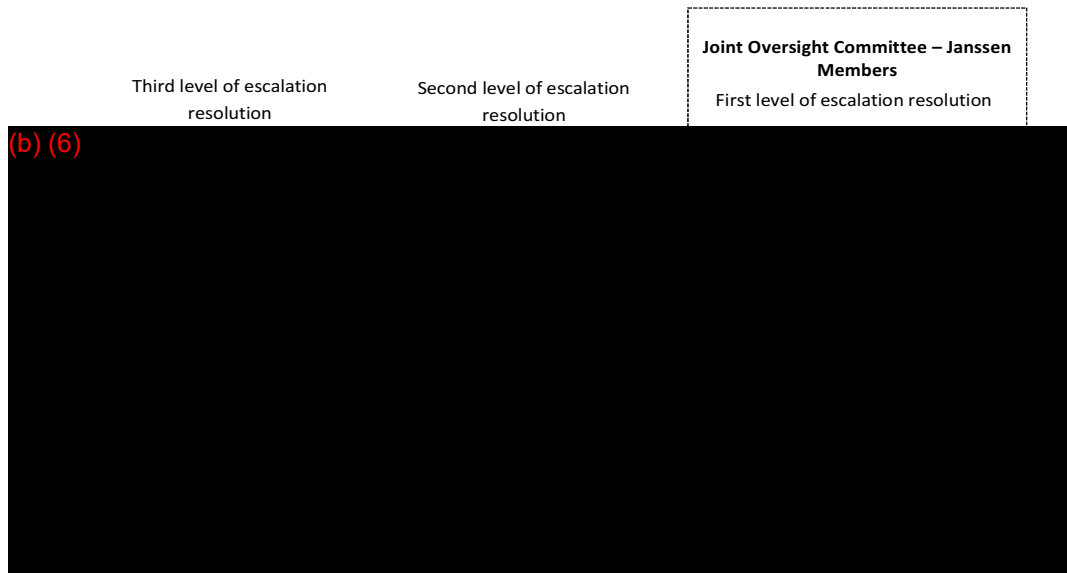 Third level of escalation
resolution
Second level of escalation
resolution
Joint Oversight Committee – Janssen
Members
First level of escalation resolution
(b) (6)